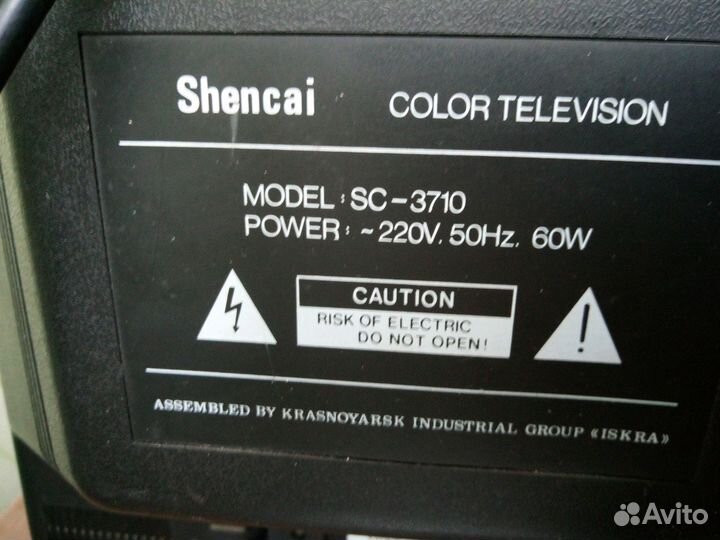 Shencai COLOR TELEVISION
MODEL : SC-3710
POWER : ~220V. 50Hz. 60W
CAUTION
RISK OF ELECTRIC
DO NOT OPEN!
ASSEMBLED BY KRASNOYARSK INDUSTRIAL GROUP «ISKRA»
Avito